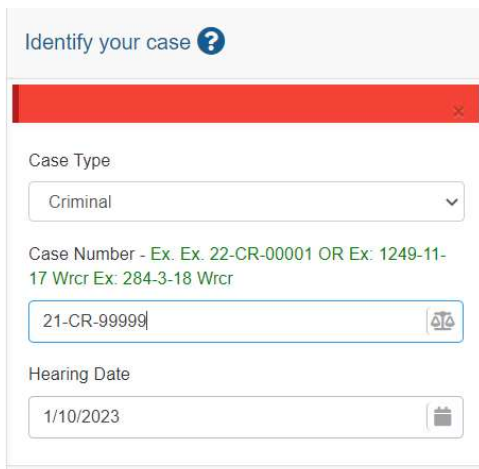 Identify your case ?
×
Case Type
Criminal
Case Number - Ex. Ex. 22-CR-00001 OR Ex: 1249-11-
17 Wrcr Ex: 284-3-18 Wrcr
21-CR-99999
Hearing Date
1/10/2023